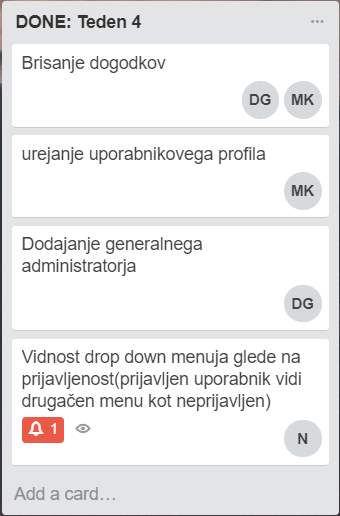 DONE: Teden 4
Brisanje dogodkov
DG MK
urejanje uporabnikovega profila
MK
Dodajanje generalnega
administratorja
DG
Vidnost drop down menuja glede na
prijavljenost(prijavljen uporabnik vidi
drugačen menu kot neprijavljen)
1
N
Add a card…